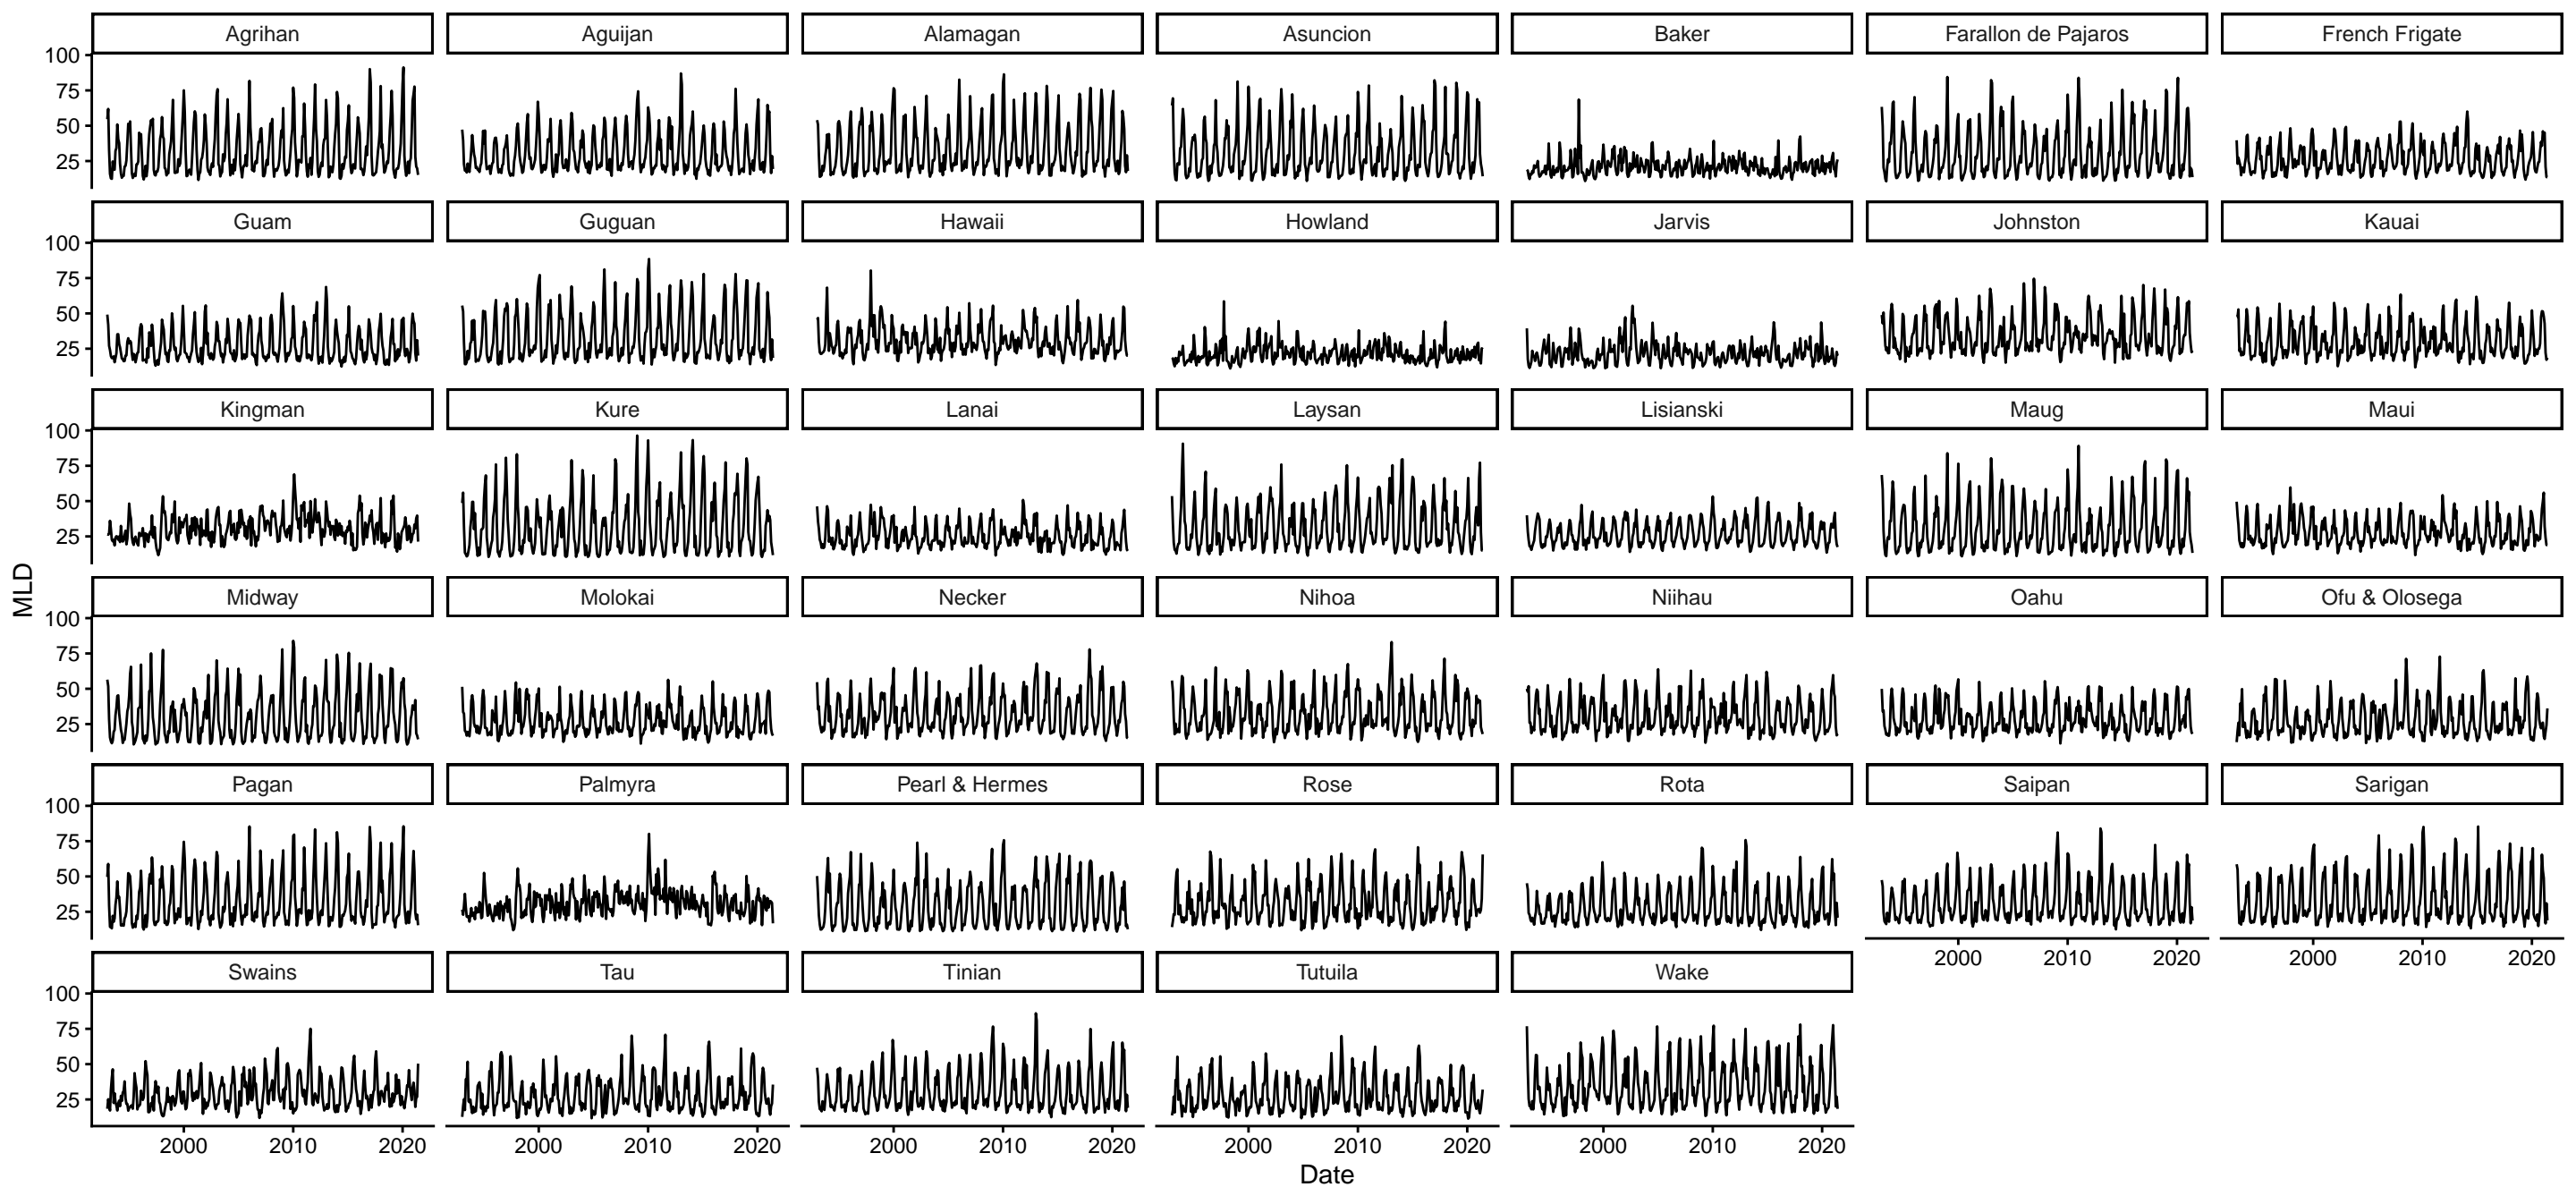 Agrihan Aguijan Alamagan Asuncion Baker Farallon de Pajaros French Frigate
100
75
50
25
Guam Guguan Hawaii Howland Jarvis Johnston Kauai
100
75
50
25
Kingman Kure Lanai Laysan Lisianski Maug Maui
100
75
50
25
MLD
Midway Molokai Necker Nihoa Niihau Oahu Ofu & Olosega
100
75
50
25
Pagan Palmyra Pearl & Hermes Rose Rota Saipan Sarigan
100
75
50
25
2000 2010 2020 2000 2010 2020
Swains Tau Tinian Tutuila Wake
100
75
50
25
2000 2010 2020 2000 2010 2020 2000 2010 2020 2000 2010 2020 2000 2010 2020
Date